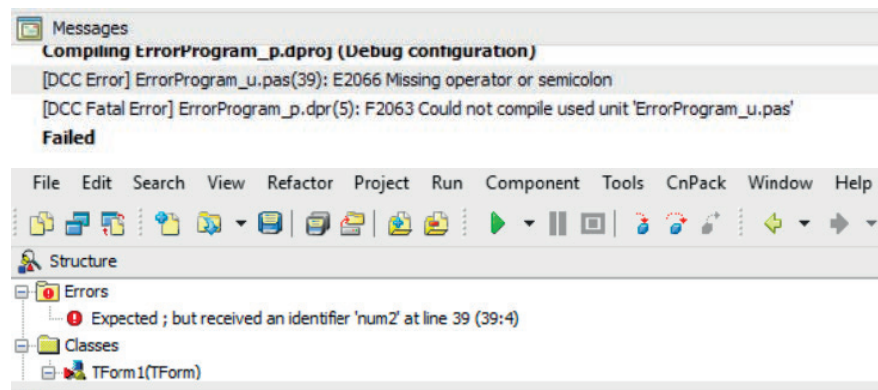 Messages
Compiling ErrorProgram_p.dproj (Debug configuration)
[DCC Error] ErrorProgram_u.pas(39): E2066 Missing operator or semicolon
[DCC Fatal Error] ErrorProgram_p.dpr(5): F2063 Could not compile used unit 'ErrorProgram_u.pas'
Failed
File Edit Search View Refactor Project Run Component Tools CnPack Window Help
Structure
Errors
Expected ; but received an identifier 'num2' at line 39 (39:4)
Classes
TForm1(TForm)